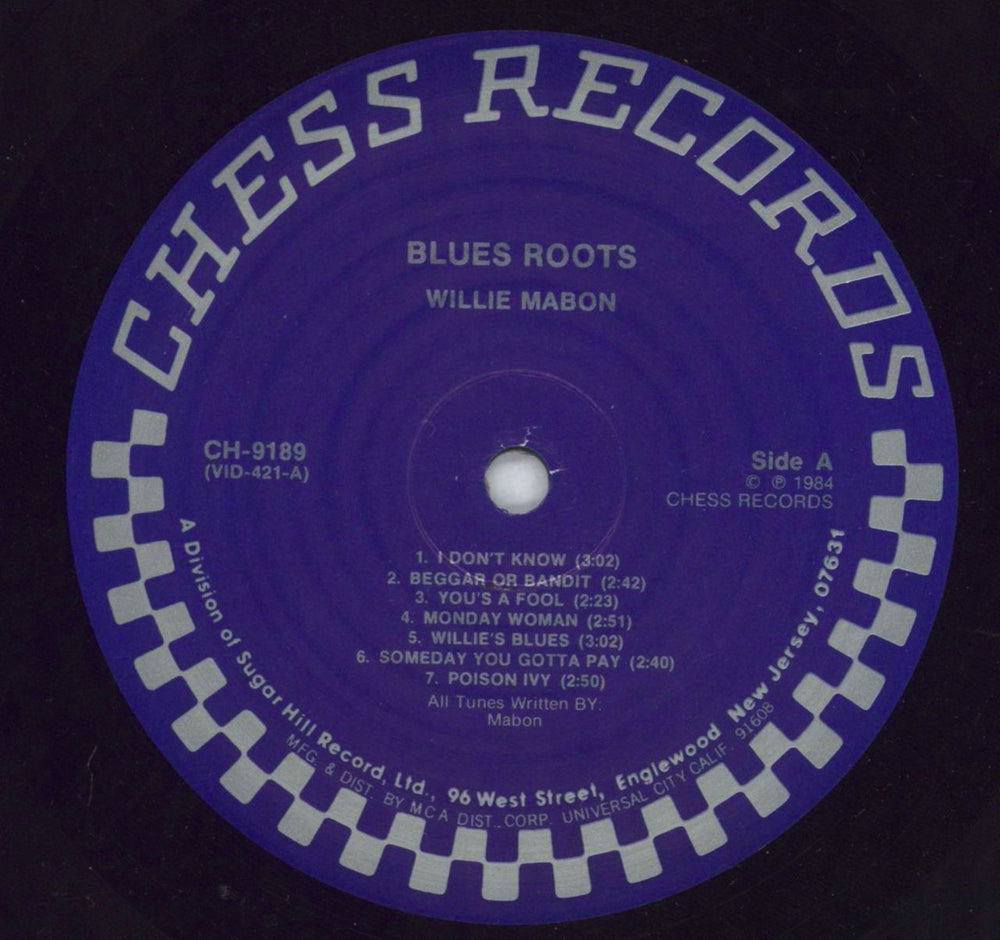 CHESS RECORDS
BLUES ROOTS
WILLIE MABON
CH-9189
(VID-421-A)
Side A
© ℗ 1984
CHESS RECORDS
1. I DON'T KNOW (3:02)
2. BEGGAR OR BANDIT (2:42)
3. YOU'S A FOOL (2:23)
4. MONDAY WOMAN (2:51)
5. WILLIE'S BLUES (3:02)
6. SOMEDAY YOU GOTTA PAY (2:40)
7. POISON IVY (2:50)
All Tunes Written BY:
Mabon
A Division of Sugar Hill Record, Ltd., 96 West Street, Englewood New Jersey, 07631
MFG. & DIST. BY MCA DIST. CORP. UNIVERSAL CITY CALIF. 91608